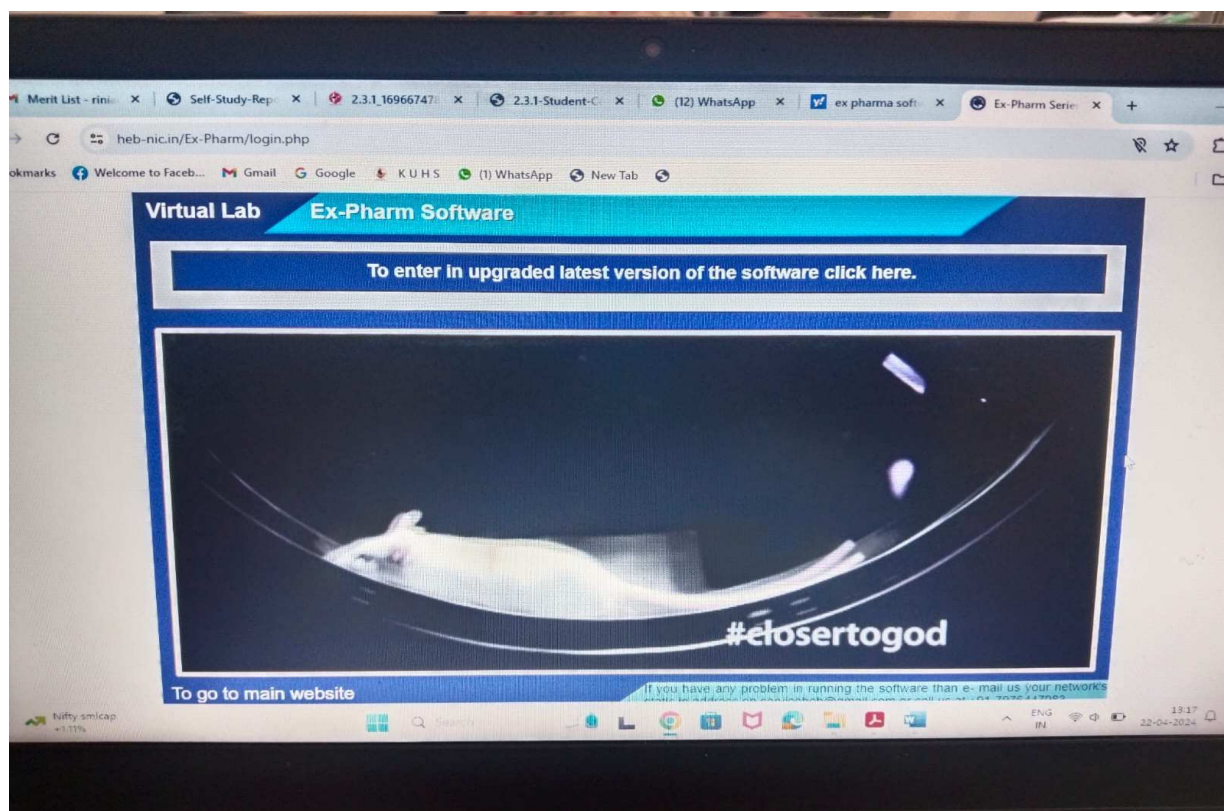 Merit List - rini
Self-Study-Rep
2.3.1_16966747
2.3.1-Student-C
(12) WhatsApp
ex pharma soft
Ex-Pharm Serie
heb-nic.in/Ex-Pharm/login.php
okmarks
Welcome to Faceb...
Gmail
Google
K U H S
(1) WhatsApp
New Tab
Virtual Lab
Ex-Pharm Software
To enter in upgraded latest version of the software click here.
#closertogod
To go to main website
If you have any problem in running the software than e- mail us your network's
Nifty smlcap
+1.11%
Search
ENG
IN
13:17
22-04-2024